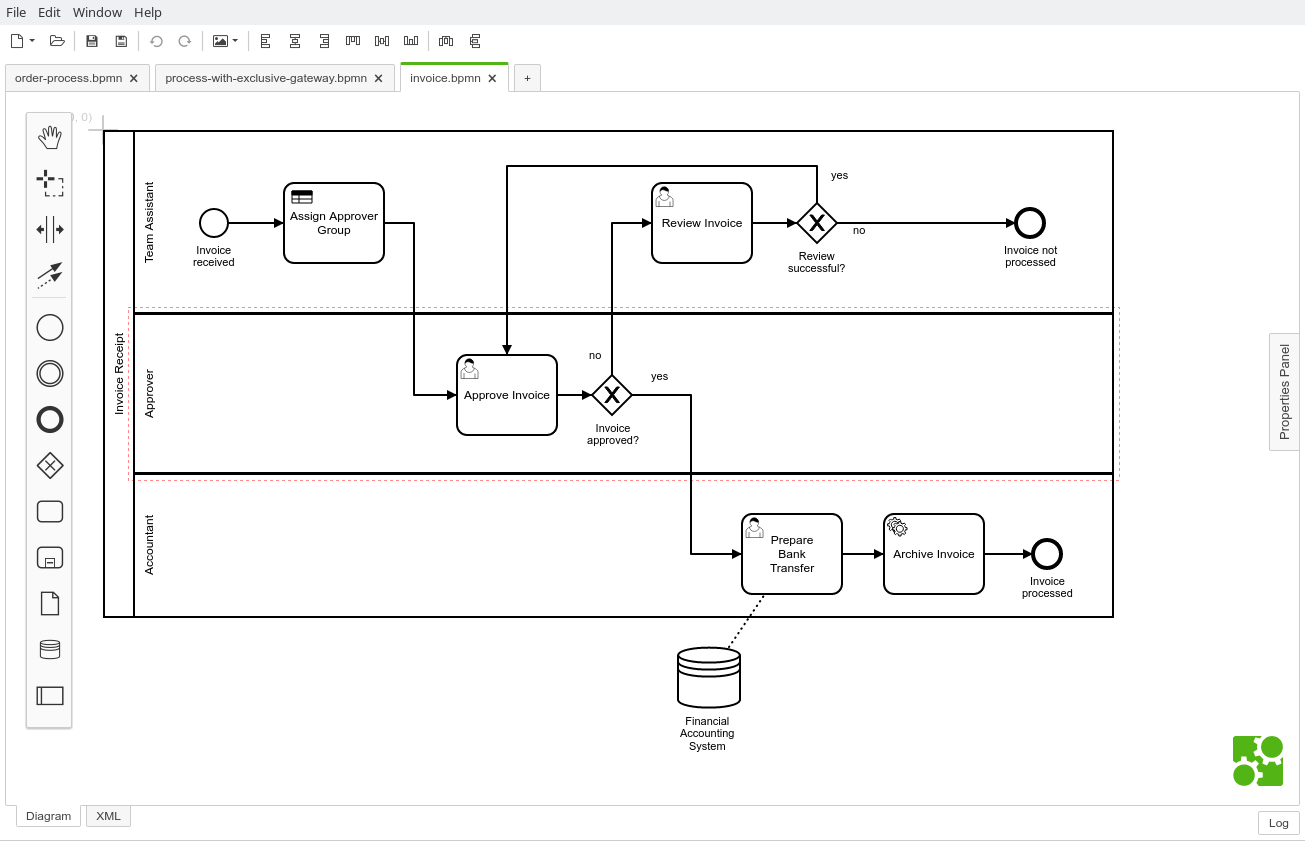 File Edit Window Help
order-process.bpmn
process-with-exclusive-gateway.bpmn
invoice.bpmn
+
, 0)
Invoice Receipt
Team Assistant
Invoice
received
Assign Approver
Group
Review Invoice
yes
no
Review
successful?
Invoice not
processed
Approver
Approve Invoice
no
yes
Invoice
approved?
Accountant
Prepare
Bank
Transfer
Archive Invoice
Invoice
processed
Financial
Accounting
System
Properties Panel
Diagram
XML
Log